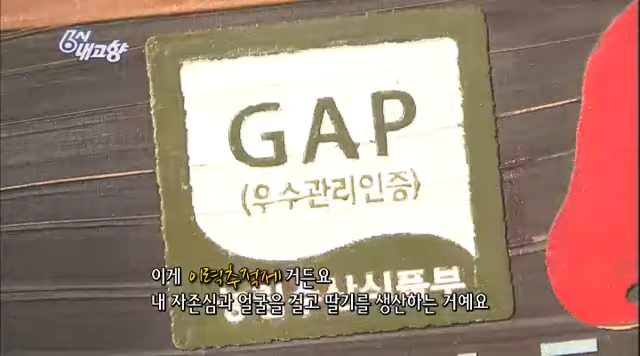 6시
내고향
GAP
(우수관리인증)
이게 이력추적제 거든요
내 자존심과 얼굴을 걸고 딸기를 생산하는 거예요